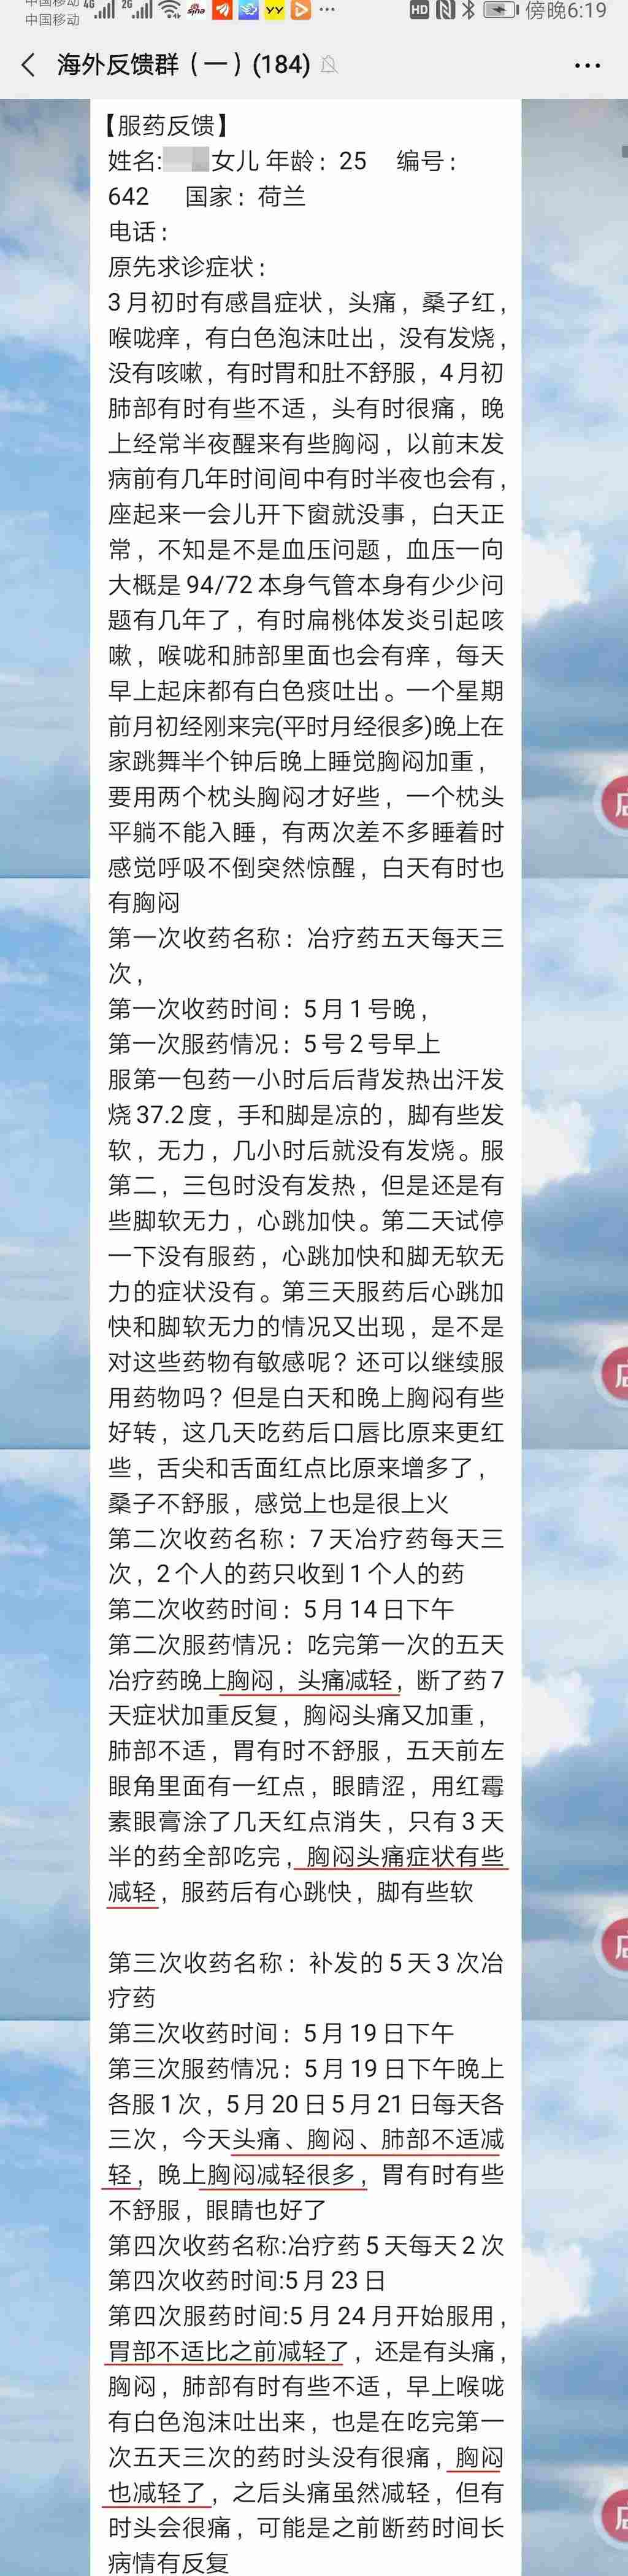 中国移动
中国移动
4G
2G
sina
YY
HD
傍晚6:19
海外反馈群（一）(184)
【服药反馈】
姓名:
女儿 年龄：25 编号：
642 国家：荷兰
电话：
原先求诊症状：
3月初时有感昌症状，头痛，桑子红，
喉咙痒，有白色泡沫吐出，没有发烧，
没有咳嗽，有时胃和肚不舒服，4月初
肺部有时有些不适，头有时很痛，晚
上经常半夜醒来有些胸闷，以前末发
病前有几年时间间中有时半夜也会有，
座起来一会儿开下窗就没事，白天正
常，不知是不是血压问题，血压一向
大概是94/72本身气管本身有少少问
题有几年了，有时扁桃体发炎引起咳
嗽，喉咙和肺部里面也会有痒，每天
早上起床都有白色痰吐出。一个星期
前月初经刚来完(平时月经很多)晚上在
家跳舞半个钟后晚上睡觉胸闷加重，
要用两个枕头胸闷才好些，一个枕头
平躺不能入睡，有两次差不多睡着时
感觉呼吸不倒突然惊醒，白天有时也
有胸闷
第一次收药名称：冶疗药五天每天三
次，
第一次收药时间：5月1号晚，
第一次服药情况：5号2号早上
服第一包药一小时后后背发热出汗发
烧37.2度，手和脚是凉的，脚有些发
软，无力，几小时后就没有发烧。服
第二，三包时没有发热，但是还是有
些脚软无力，心跳加快。第二天试停
一下没有服药，心跳加快和脚无软无
力的症状没有。第三天服药后心跳加
快和脚软无力的情况又出现，是不是
对这些药物有敏感呢？还可以继续服
用药物吗？但是白天和晚上胸闷有些
好转，这几天吃药后口唇比原来更红
些，舌尖和舌面红点比原来增多了，
桑子不舒服，感觉上也是很上火
第二次收药名称：7天冶疗药每天三
次，2个人的药只收到1个人的药
第二次收药时间：5月14日下午
第二次服药情况：吃完第一次的五天
冶疗药晚上胸闷，头痛减轻，断了药7
天症状加重反复，胸闷头痛又加重，
肺部不适，胃有时不舒服，五天前左
眼角里面有一红点，眼睛涩，用红霉
素眼膏涂了几天红点消失，只有3天
半的药全部吃完，胸闷头痛症状有些
减轻，服药后有心跳快，脚有些软
第三次收药名称：补发的5天3次冶
疗药
第三次收药时间：5月19日下午
第三次服药情况：5月19日下午晚上
各服1次，5月20日5月21日每天各
三次，今天头痛、胸闷、肺部不适减
轻，晚上胸闷减轻很多，胃有时有些
不舒服，眼睛也好了
第四次收药名称:冶疗药5天每天2次
第四次收药时间:5月23日
第四次服药时间:5月24月开始服用，
胃部不适比之前减轻了，还是有头痛，
胸闷，肺部有时有些不适，早上喉咙
有白色泡沫吐出来，也是在吃完第一
次五天三次的药时头没有很痛，胸闷
也减轻了，之后头痛虽然减轻，但有
时头会很痛，可能是之前断药时间长
病情有反复